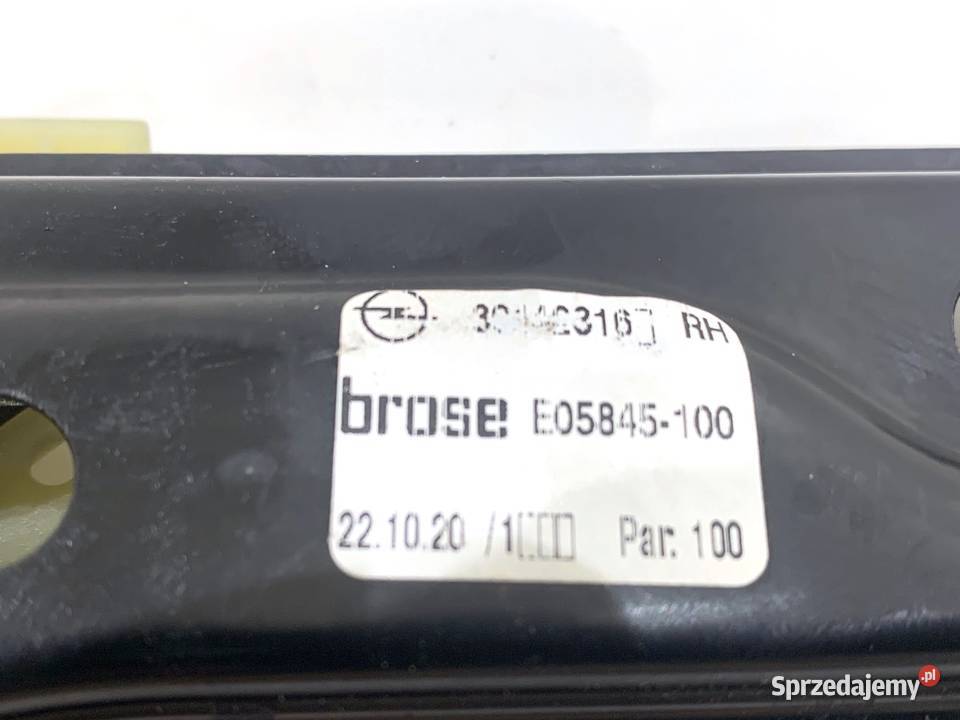 RH
brose E05845-100
22.10.20 /1 Par. 100
Sprzedajemy.pl